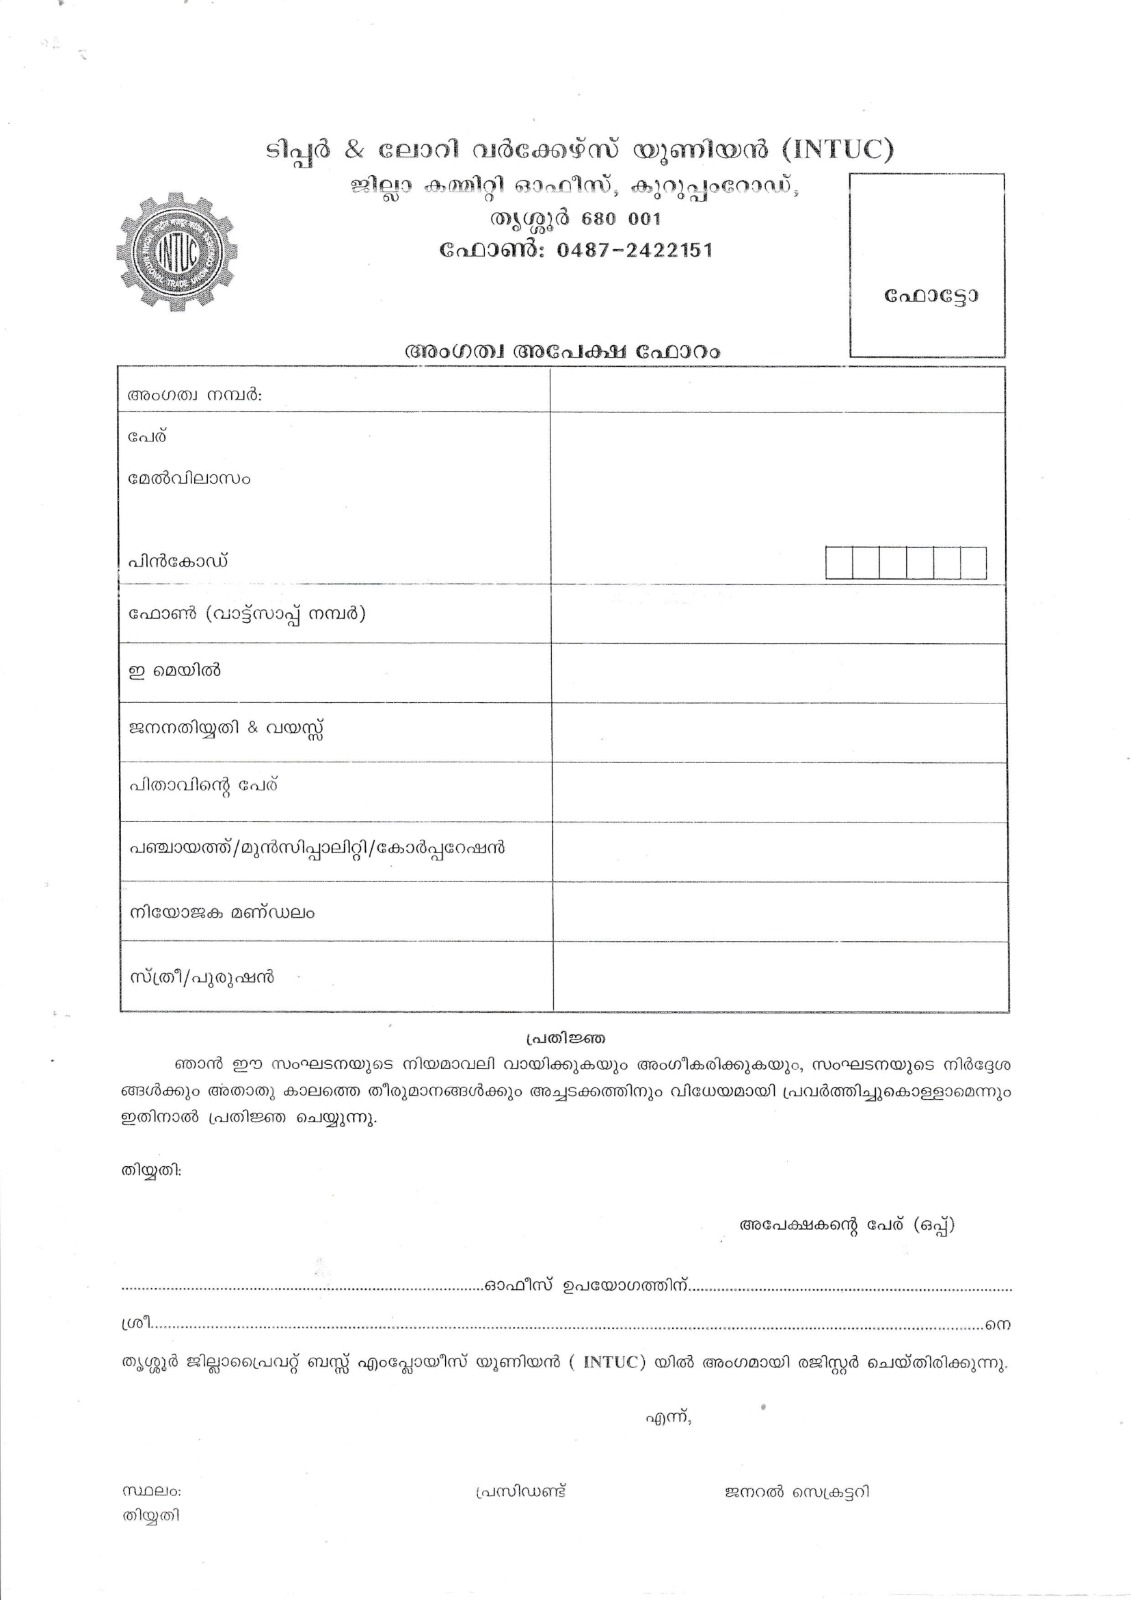 ടിപ്പർ & ലോറി വർക്കേഴ്സ് യൂണിയൻ (INTUC)
ജില്ലാ കമ്മിറ്റി ഓഫീസ്, കുറുപ്പംറോഡ്,
തൃശ്ശൂർ 680 001
ഫോൺ: 0487-2422151
INTUC
ഫോട്ടോ
അംഗത്വ അപേക്ഷ ഫോറം
അംഗത്വ നമ്പർ:
പേര്
മേൽവിലാസം
പിൻകോഡ്
ഫോൺ (വാട്ട്സാപ്പ് നമ്പർ)
ഇ മെയിൽ
ജനനതിയ്യതി & വയസ്സ്
പിതാവിന്റെ പേര്
പഞ്ചായത്ത്/മുൻസിപ്പാലിറ്റി/കോർപ്പറേഷൻ
നിയോജക മണ്ഡലം
സ്ത്രീ/പുരുഷൻ
പ്രതിജ്ഞ
ഞാൻ ഈ സംഘടനയുടെ നിയമാവലി വായിക്കുകയും അംഗീകരിക്കുകയും, സംഘടനയുടെ നിർദ്ദേശ
ങ്ങൾക്കും അതാതു കാലത്തെ തീരുമാനങ്ങൾക്കും അച്ചടക്കത്തിനും വിധേയമായി പ്രവർത്തിച്ചുകൊള്ളാമെന്നും
ഇതിനാൽ പ്രതിജ്ഞ ചെയ്യുന്നു.
തിയ്യതി:
അപേക്ഷകന്റെ പേര് (ഒപ്പ്)
..........ഓഫീസ് ഉപയോഗത്തിന്..........
ശ്രീ..........നെ
തൃശ്ശൂർ ജില്ലാപ്രൈവറ്റ് ബസ്സ് എംപ്ലോയീസ് യൂണിയൻ ( INTUC) യിൽ അംഗമായി രജിസ്റ്റർ ചെയ്തിരിക്കുന്നു.
എന്ന്,
സ്ഥലം: പ്രസിഡണ്ട് ജനറൽ സെക്രട്ടറി
തിയ്യതി